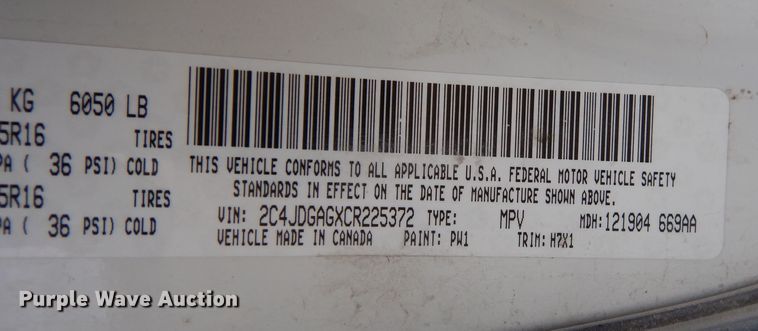 KG 6050 LB
5R16 TIRES
PA ( 36 PSI) COLD
5R16 TIRES
PA ( 36 PSI) COLD
THIS VEHICLE CONFORMS TO ALL APPLICABLE U.S.A. FEDERAL MOTOR VEHICLE SAFETY
STANDARDS IN EFFECT ON THE DATE OF MANUFACTURE SHOWN ABOVE.
VIN: 2C4JDGAGXCR225372 TYPE: MPV MDH: 121904 669AA
VEHICLE MADE IN CANADA PAINT: PW1 TRIM: H7X1
Purple Wave Auction